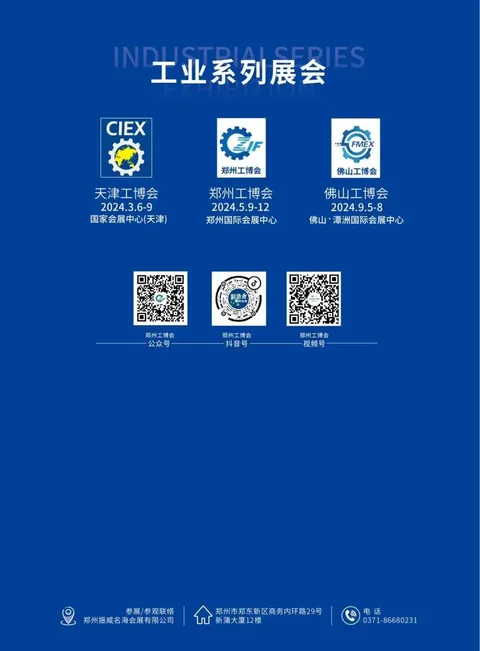 INDUSTRIAL SERIES
工业系列展会
CIEX
ZIF
郑州工博会
FMEX
佛山工博会
天津工博会
2024.3.6-9
国家会展中心(天津)
郑州工博会
2024.5.9-12
郑州国际会展中心
佛山工博会
2024.9.5-8
佛山·潭洲国际会展中心
郑州工博会
公众号
郑州工博会
抖音号
郑州工博会
视频号
参展/参观联络
郑州振威名海会展有限公司
郑州市郑东新区商务内环路29号
新蒲大厦12楼
电 话
0371-86680231